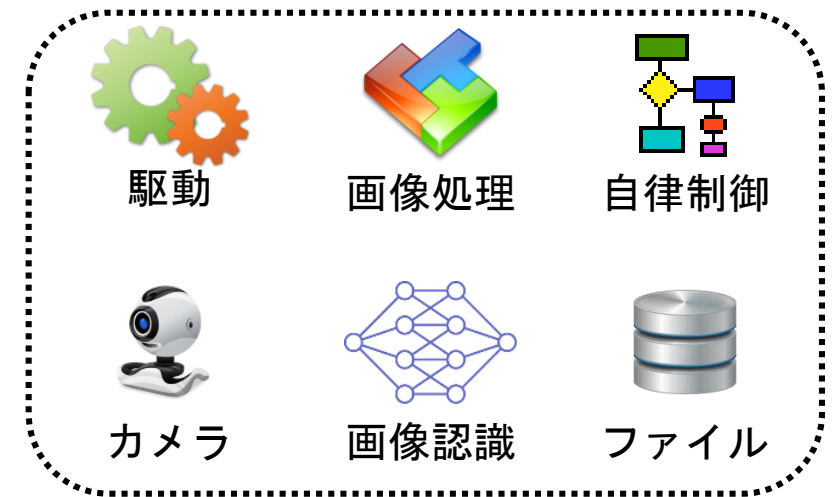 駆動
画像処理
自律制御
カメラ
画像認識
ファイル